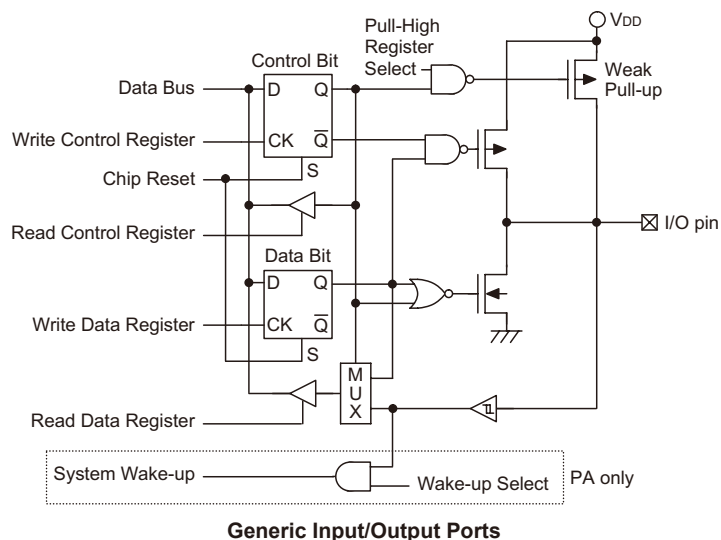 VDD
Pull-High
Register
Select
Control Bit
Weak
Pull-up
Data Bus
D
Q
Write Control Register
CK
Q
Chip Reset
S
Read Control Register
I/O pin
Data Bit
D
Q
Write Data Register
CK
Q
S
M
U
X
Read Data Register
System Wake-up
Wake-up Select
PA only
Generic Input/Output Ports